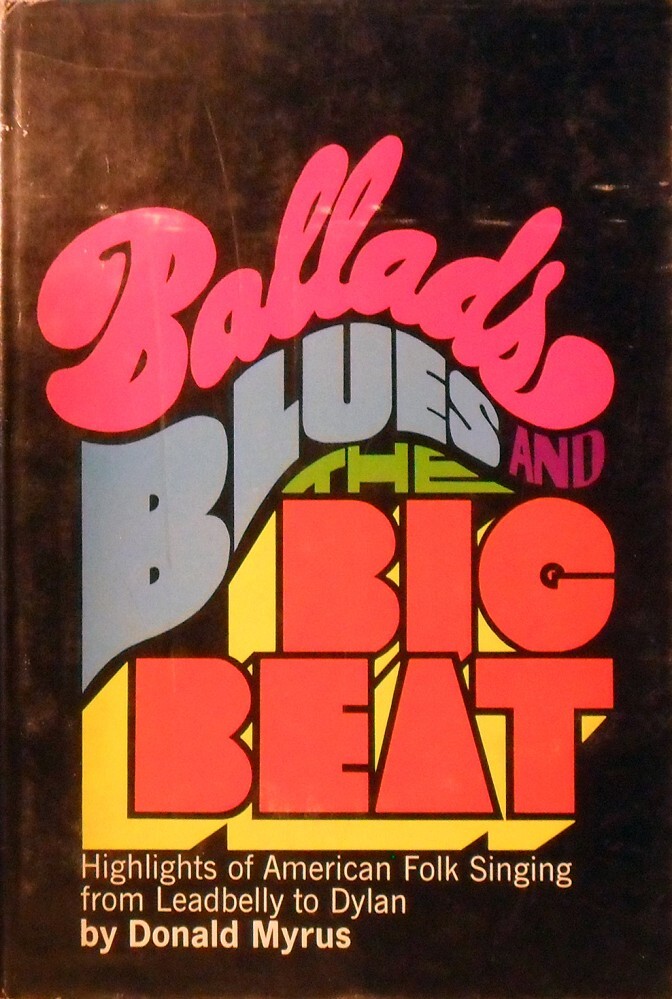 Ballads
BLUES AND
THE
BIG
BEAT
Highlights of American Folk Singing
from Leadbelly to Dylan
by Donald Myrus